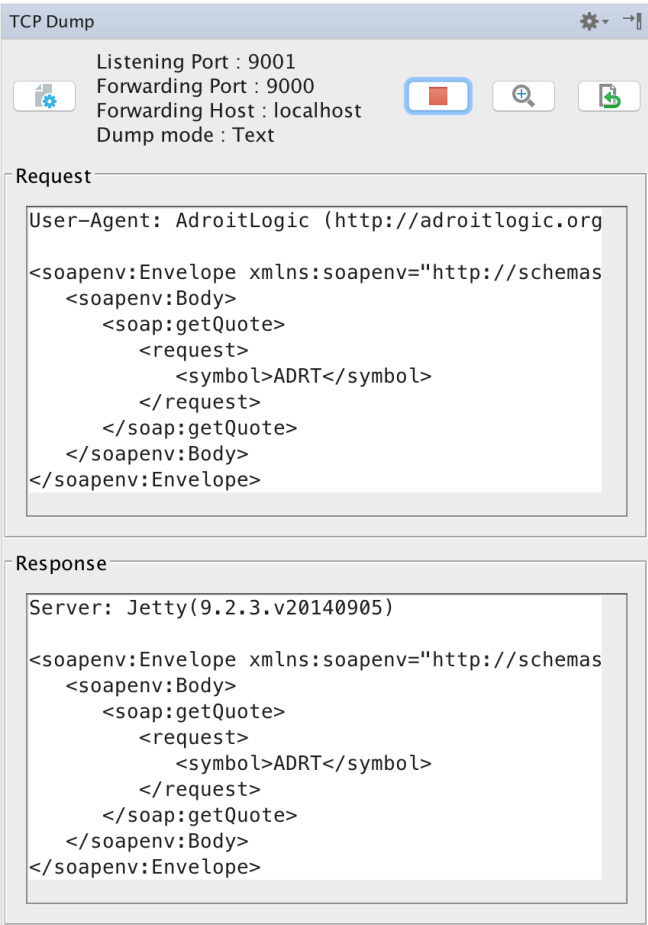 TCP Dump
Listening Port : 9001
Forwarding Port : 9000
Forwarding Host : localhost
Dump mode : Text
Request
User-Agent: AdroitLogic (http://adroitlogic.org
<soapenv:Envelope xmlns:soapenv="http://schemas
   <soapenv:Body>
      <soap:getQuote>
         <request>
            <symbol>ADRT</symbol>
         </request>
      </soap:getQuote>
   </soapenv:Body>
</soapenv:Envelope>
Response
Server: Jetty(9.2.3.v20140905)
<soapenv:Envelope xmlns:soapenv="http://schemas
   <soapenv:Body>
      <soap:getQuote>
         <request>
            <symbol>ADRT</symbol>
         </request>
      </soap:getQuote>
   </soapenv:Body>
</soapenv:Envelope>